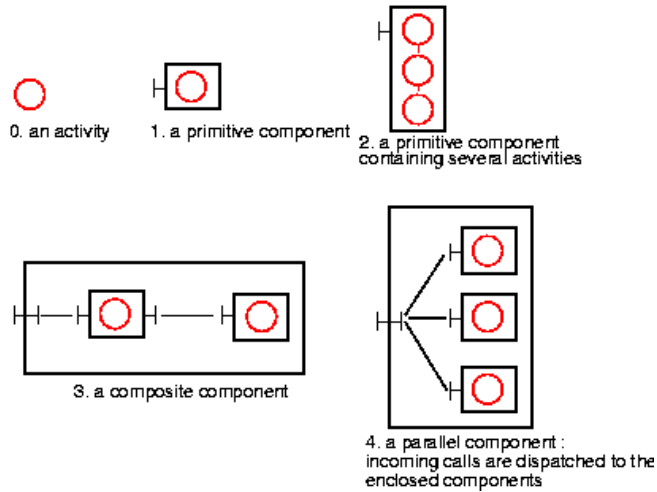 0. an activity
1. a primitive component
2. a primitive component
containing several activities
3. a composite component
4. a parallel component :
incoming calls are dispatched to the
enclosed components